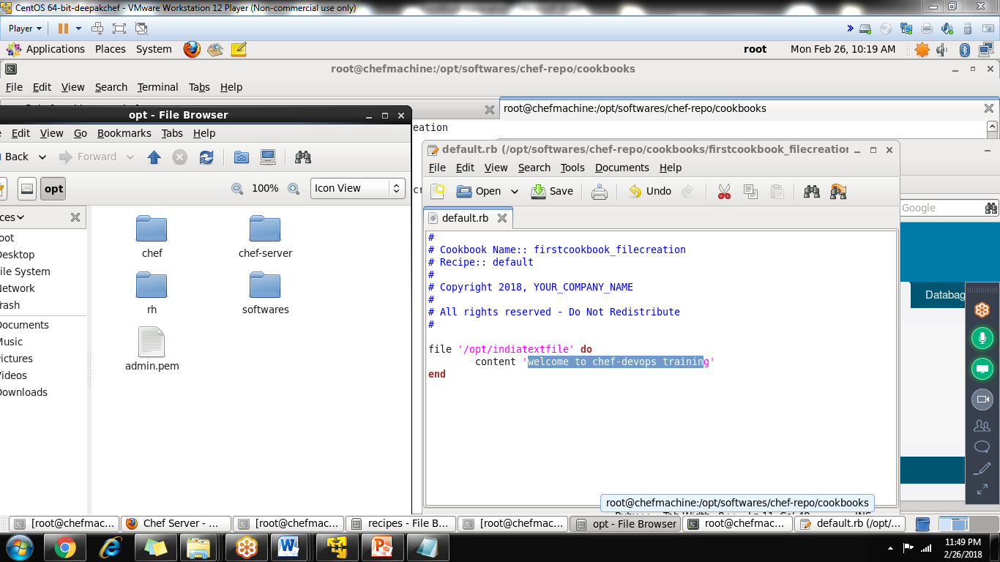 CentOS 64-bit-deepakchef - VMware Workstation 12 Player (Non-commercial use only)
Player
Applications Places System root Mon Feb 26, 10:19 AM
root@chefmachine:/opt/softwares/chef-repo/cookbooks
File Edit View Search Terminal Tabs Help
root@chefmachine:/opt/softwares/chef-repo/cookbooks
opt - File Browser
Edit View Go Bookmarks Tabs Help
Back Forward
opt 100% Icon View
ces
oot
Desktop
ile System
Network
rash
Documents
Music
Pictures
Videos
Downloads
chef
chef-server
rh
softwares
admin.pem
eation
default.rb (/opt/softwares/chef-repo/cookbooks/firstcookbook_filecreation
File Edit View Search Tools Documents Help
Open Save Undo
default.rb
#
# Cookbook Name:: firstcookbook_filecreation
# Recipe:: default
#
# Copyright 2018, YOUR_COMPANY_NAME
#
# All rights reserved - Do Not Redistribute
#
file '/opt/indiatextfile' do
content 'welcome to chef-devops training'
end
Google
Databag
root@chefmachine:/opt/softwares/chef-repo/cookbooks
[root@chefmac... Chef Server - ... [root@chefmac... recipes - File B... [root@chefmac... opt - File Browser root@chefmac... default.rb (/opt/...
11:49 PM
2/26/2018